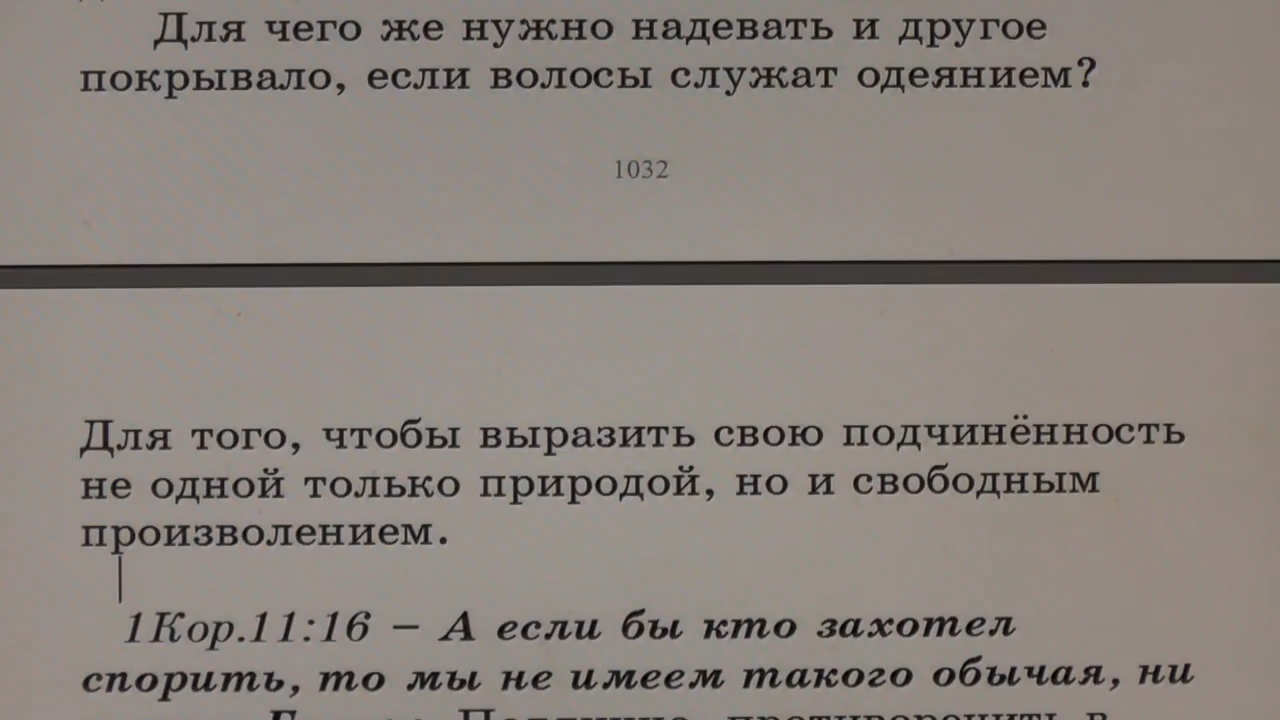 Для чего же нужно надевать и другое
покрывало, если волосы служат одеянием?
1032
Для того, чтобы выразить свою подчинённость
не одной только природой, но и свободным
произволением.
1Кор.11:16 – А если бы кто захотел
спорить, то мы не имеем такого обычая, ни